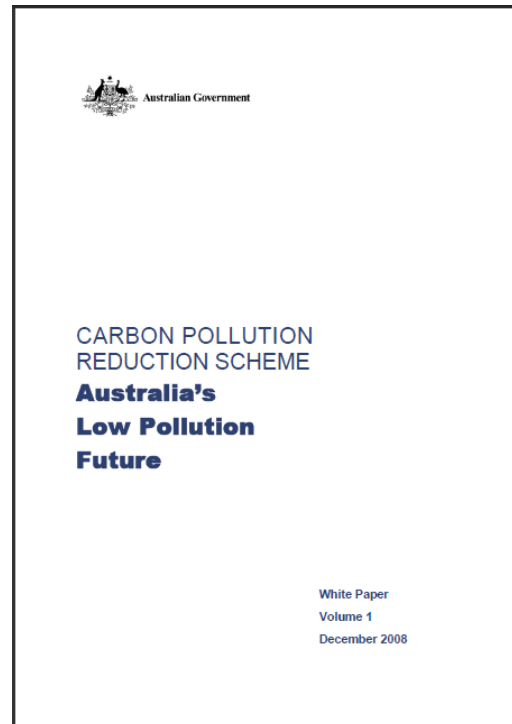 Australian Government
CARBON POLLUTION
REDUCTION SCHEME
Australia's
Low Pollution
Future
White Paper
Volume 1
December 2008